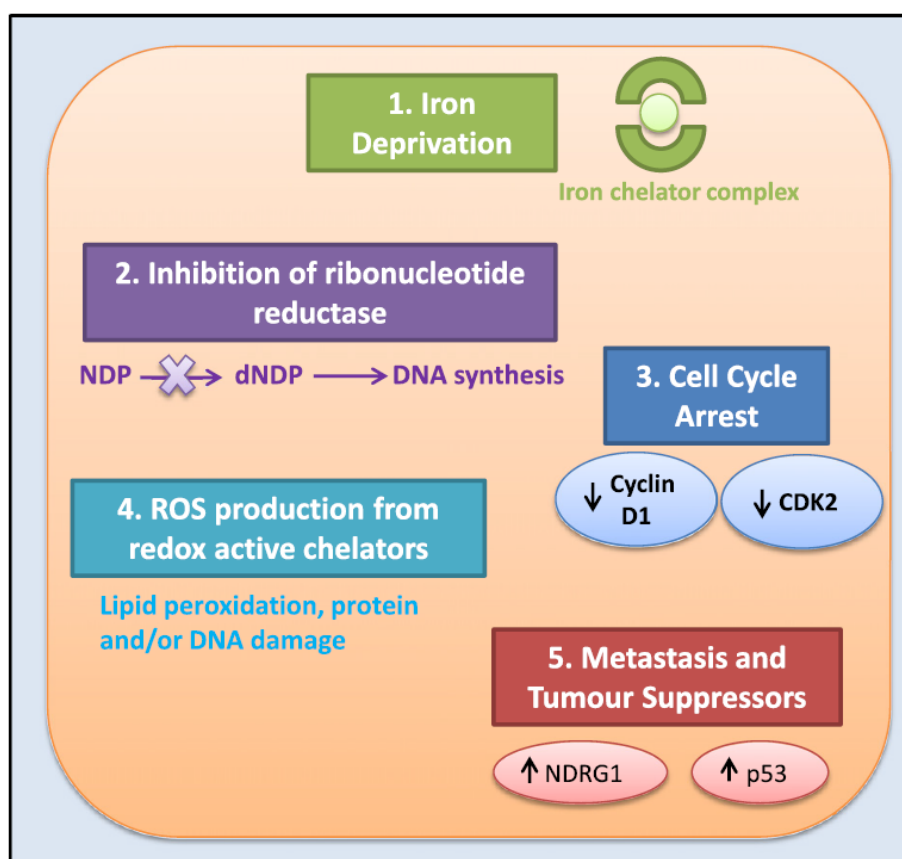 1. Iron
Deprivation
Iron chelator complex
2. Inhibition of ribonucleotide
reductase
NDP dNDP DNA synthesis
3. Cell Cycle
Arrest
↓ Cyclin
D1
↓ CDK2
4. ROS production from
redox active chelators
Lipid peroxidation, protein
and/or DNA damage
5. Metastasis and
Tumour Suppressors
↑ NDRG1
↑ p53